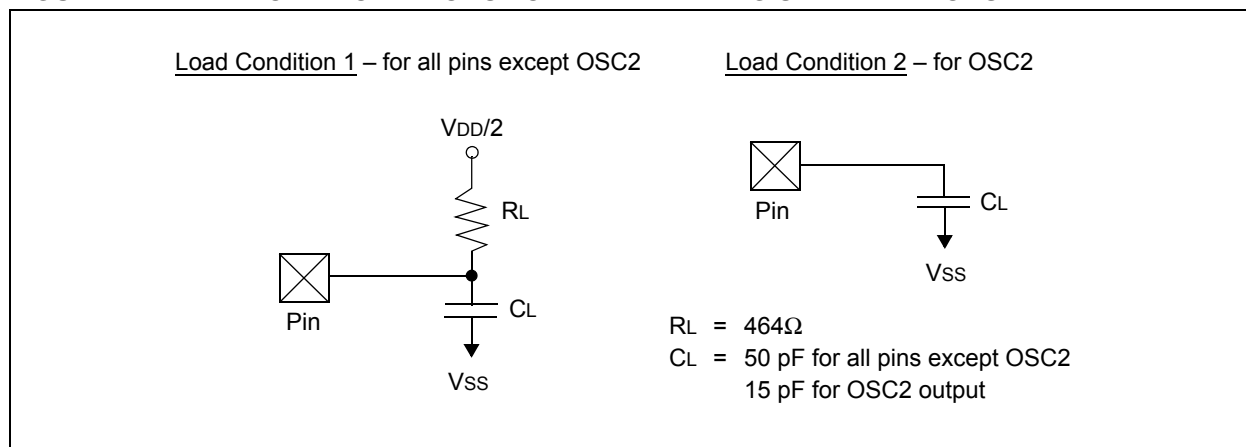 Load Condition 1 – for all pins except OSC2
VDD/2
RL
Pin
CL
VSS
Load Condition 2 – for OSC2
Pin
CL
VSS
RL = 464Ω
CL = 50 pF for all pins except OSC2
15 pF for OSC2 output